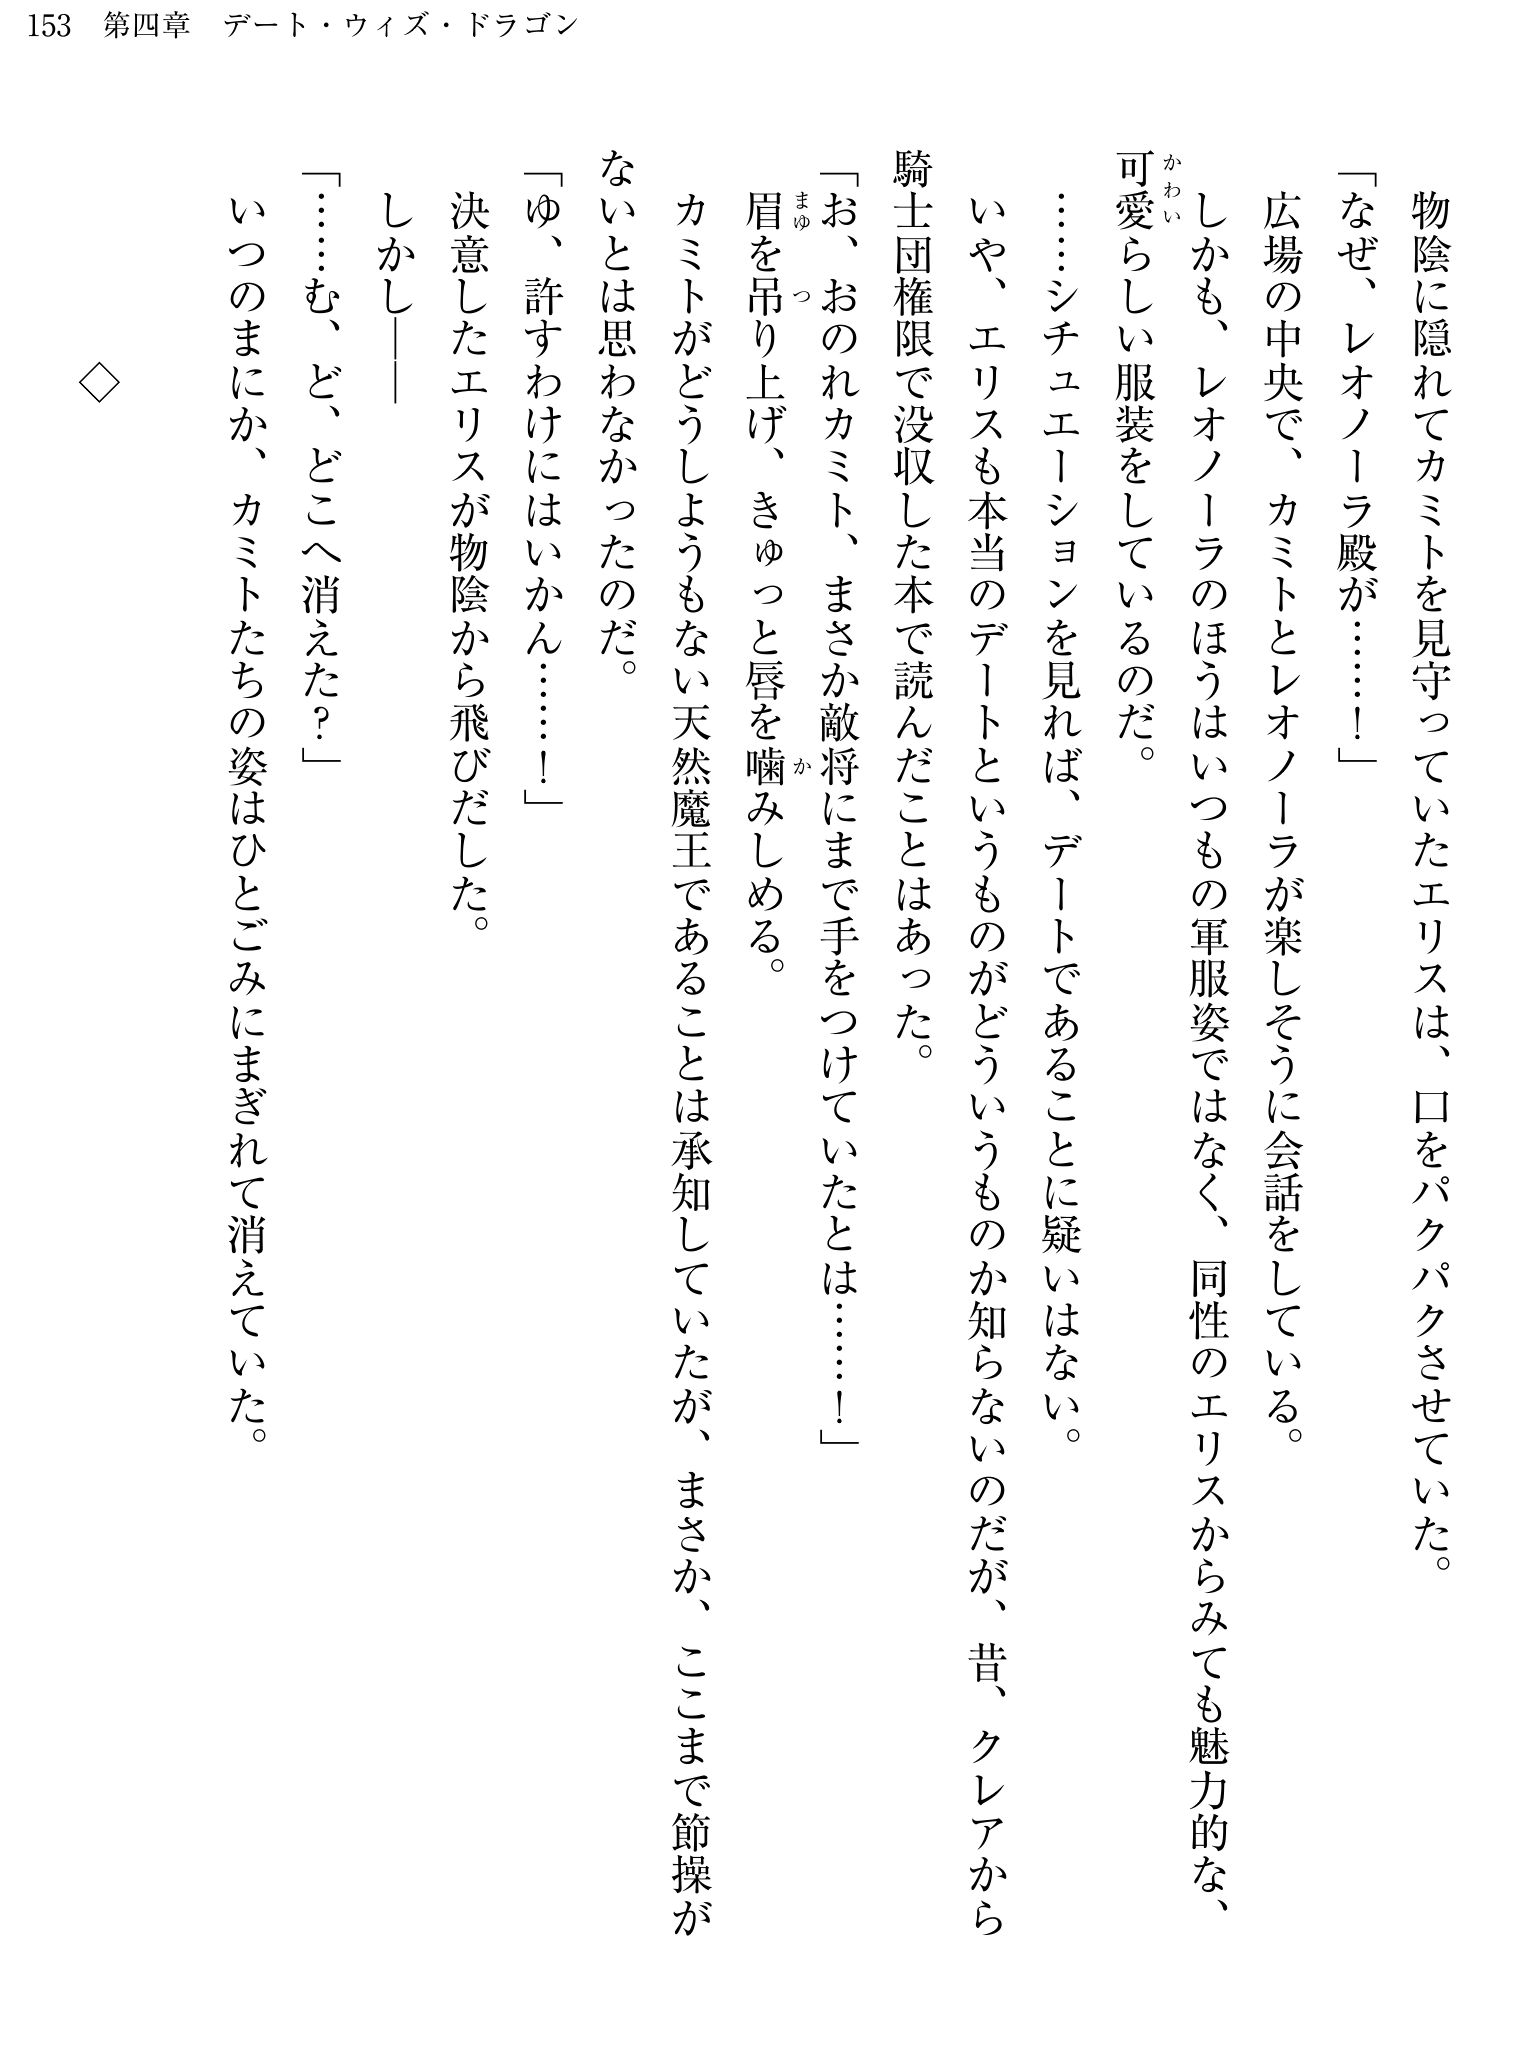 153 第四章 デート・ウィズ・ドラゴン
物陰に隠れてカミトを見守っていたエリスは、口をパクパクさせていた。
「なぜ、レオノーラ殿が……！」
広場の中央で、カミトとレオノーラが楽しそうに会話をしている。
しかも、レオノーラのほうはいつもの軍服姿ではなく、同性のエリスからみても魅力的な、
可愛らしい服装をしているのだ。
……シチュエーションを見れば、デートであることに疑いはない。
いや、エリスも本当のデートというものがどういうものか知らないのだが、昔、クレアから
騎士団権限で没収した本で読んだことはあった。
「お、おのれカミト、まさか敵将にまで手をつけていたとは……！」
眉を吊り上げ、きゅっと唇を噛みしめる。
カミトがどうしようもない天然魔王であることは承知していたが、まさか、ここまで節操が
ないとは思わなかったのだ。
「ゆ、許すわけにはいかん……！」
決意したエリスが物陰から飛びだした。
しかし――
「……む、ど、どこへ消えた？」
いつのまにか、カミトたちの姿はひとごみにまぎれて消えていた。
◇